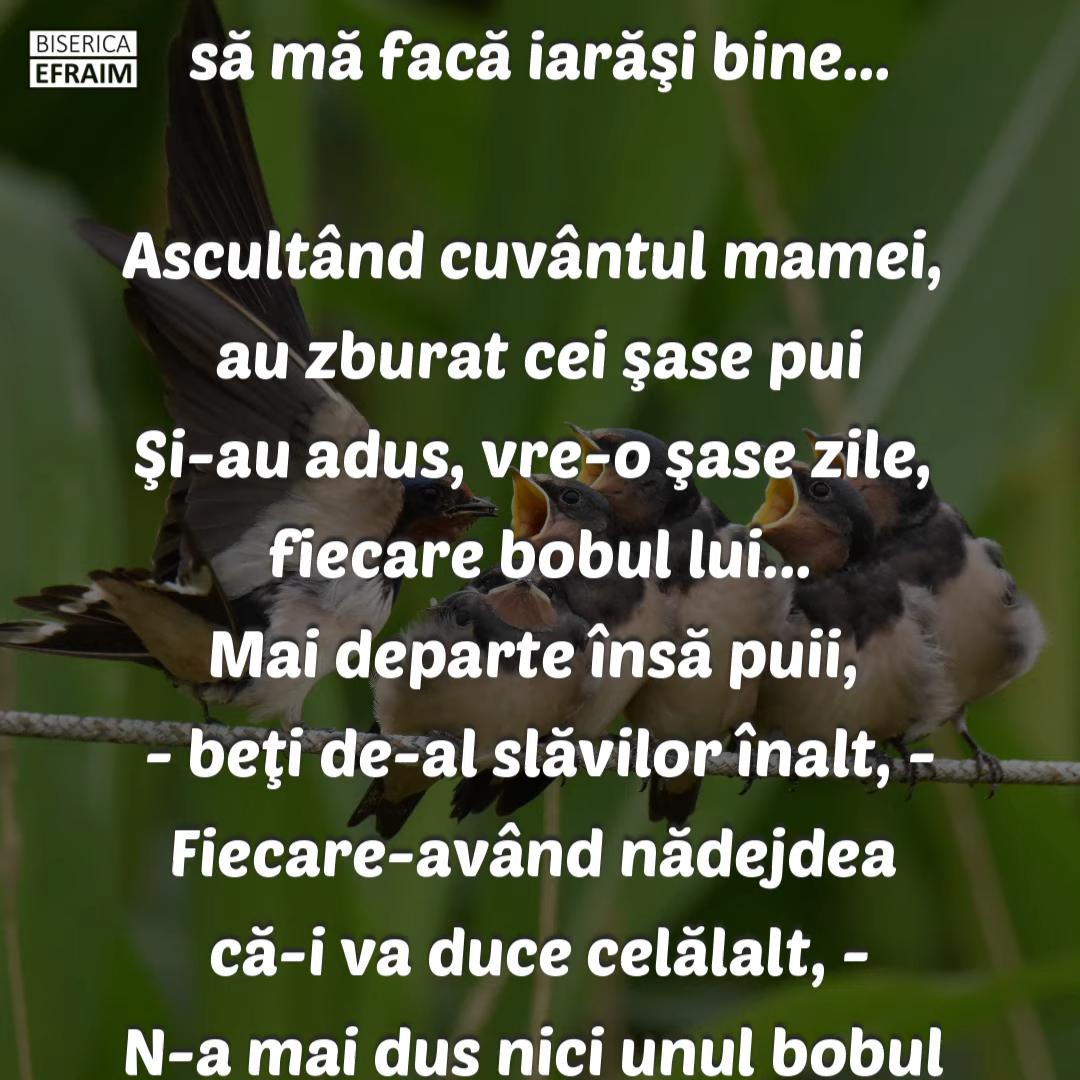 BISERICA
EFRAIM
să mă facă iarăşi bine...
Ascultând cuvântul mamei,
au zburat cei şase pui
Şi-au adus, vre-o şase zile,
fiecare bobul lui...
Mai departe însă puii,
- beţi de-al slăvilor înalt, -
Fiecare-având nădejdea
că-i va duce celălalt, -
N-a mai dus nici unul bobul